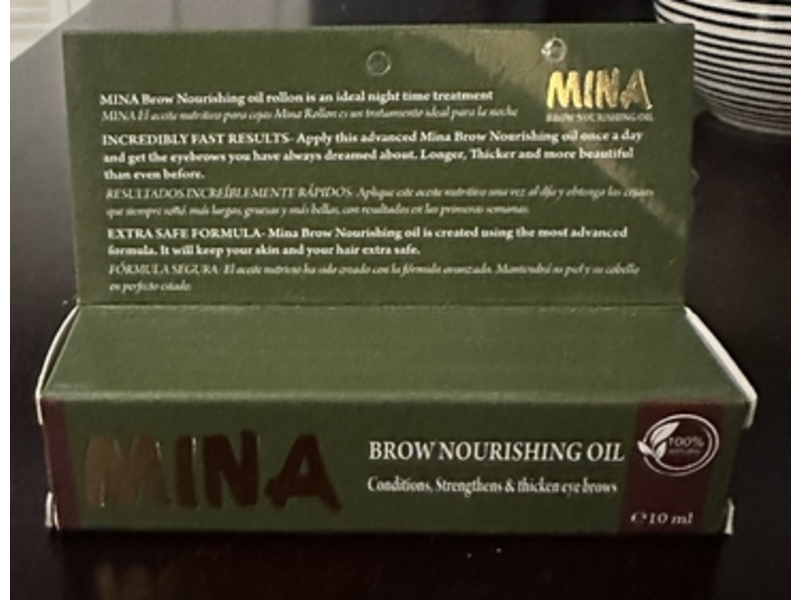 MINA Brow Nourishing oil rollon is an ideal night time treatment
MINA El aceite nutritivo para cejas Mina Rollon es un tratamiento ideal para la noche
MINA
BROW NOURISHING OIL
INCREDIBLY FAST RESULTS- Apply this advanced Mina Brow Nourishing oil once a day
and get the eyebrows you have always dreamed about. Longer, Thicker and more beautiful
than even before.
RESULTADOS INCREÍBLEMENTE RÁPIDOS- Aplique este aceite nutritivo una vez al día y obtenga las cejas
que siempre soñó, más largas, gruesas y más bellas, con resultados en las primeras semanas.
EXTRA SAFE FORMULA- Mina Brow Nourishing oil is created using the most advanced
formula. It will keep your skin and your hair extra safe.
FÓRMULA SEGURA- El aceite nutritivo ha sido creado con la fórmula avanzada. Mantendrá su piel y su cabello
en perfecto estado.
MINA
BROW NOURISHING OIL
Conditions, Strengthens & thicken eye brows
100%
NATURAL
℮10 ml